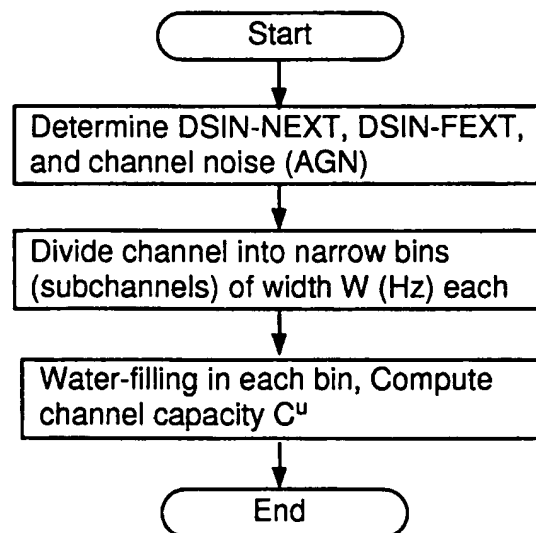 Start
Determine DSIN-NEXT, DSIN-FEXT,
and channel noise (AGN)
Divide channel into narrow bins
(subchannels) of width W (Hz) each
Water-filling in each bin, Compute
channel capacity Cᵘ
End